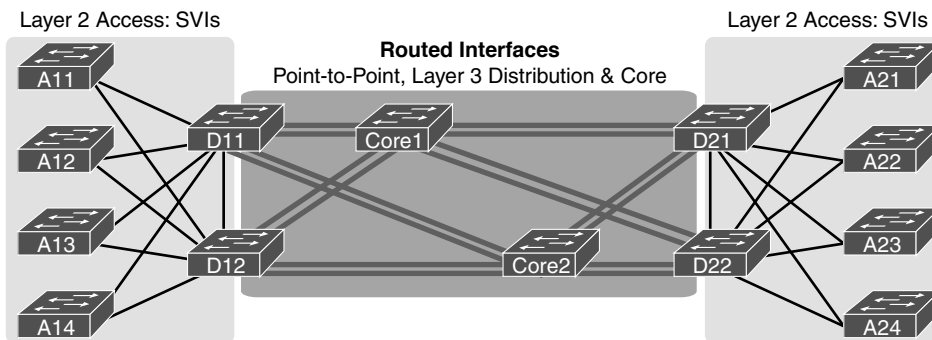 Layer 2 Access: SVIs
Layer 2 Access: SVIs
Routed Interfaces
Point-to-Point, Layer 3 Distribution & Core
A11
A21
D11
Core1
D21
A12
A22
A13
A23
D12
Core2
D22
A14
A24